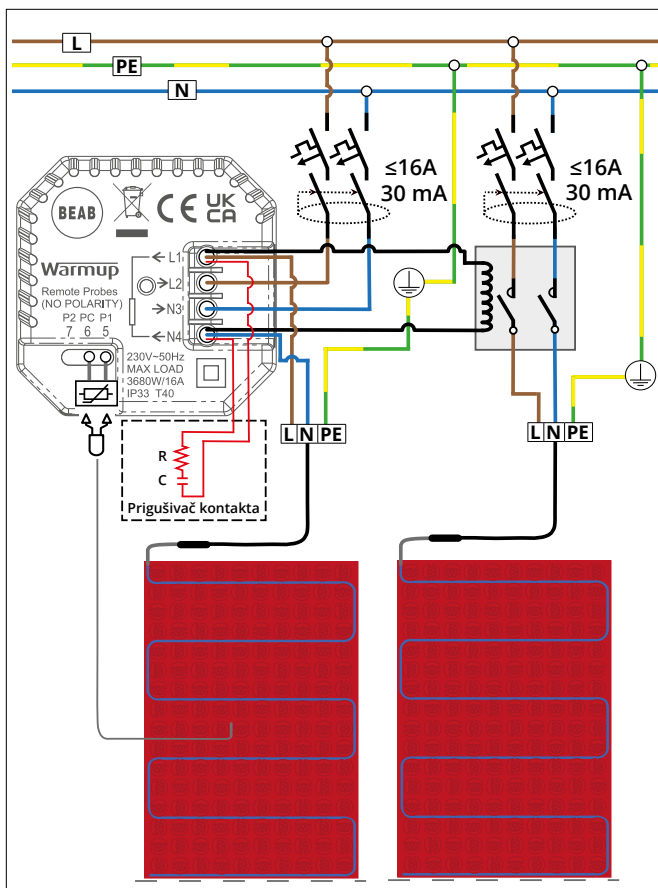 L
PE
N
≤16A
30 mA
≤16A
30 mA
BEAB
CE UK
CA
Warmup
Remote Probes
(NO POLARITY)
P2 PC P1
7 6 5
L1
L2
N3
N4
230V~50Hz
MAX LOAD
3680W/16A
IP33 T40
L N PE
L N PE
R
C
Prigušivač kontakta